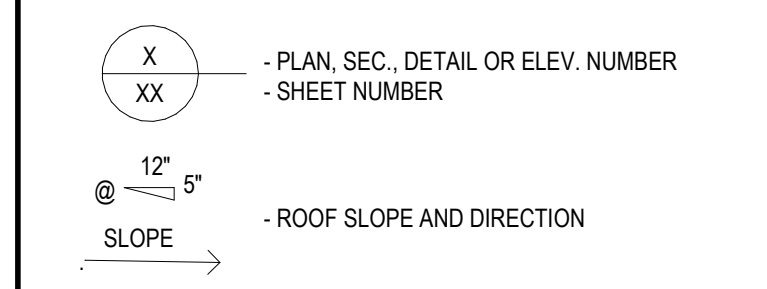 X
XX
- PLAN, SEC., DETAIL OR ELEV. NUMBER
- SHEET NUMBER
12"
@ 5"
SLOPE
- ROOF SLOPE AND DIRECTION